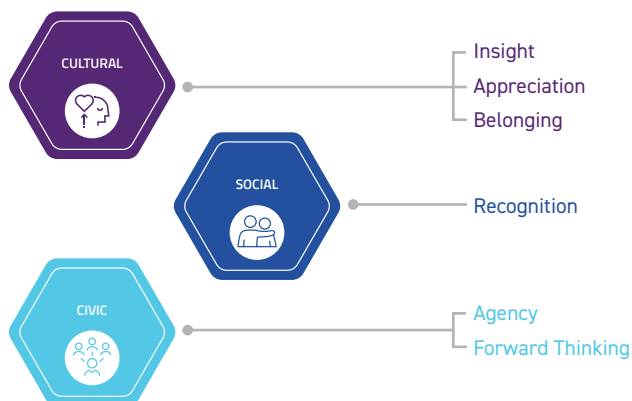 CULTURAL
Insight
Appreciation
Belonging
SOCIAL
Recognition
CIVIC
Agency
Forward Thinking